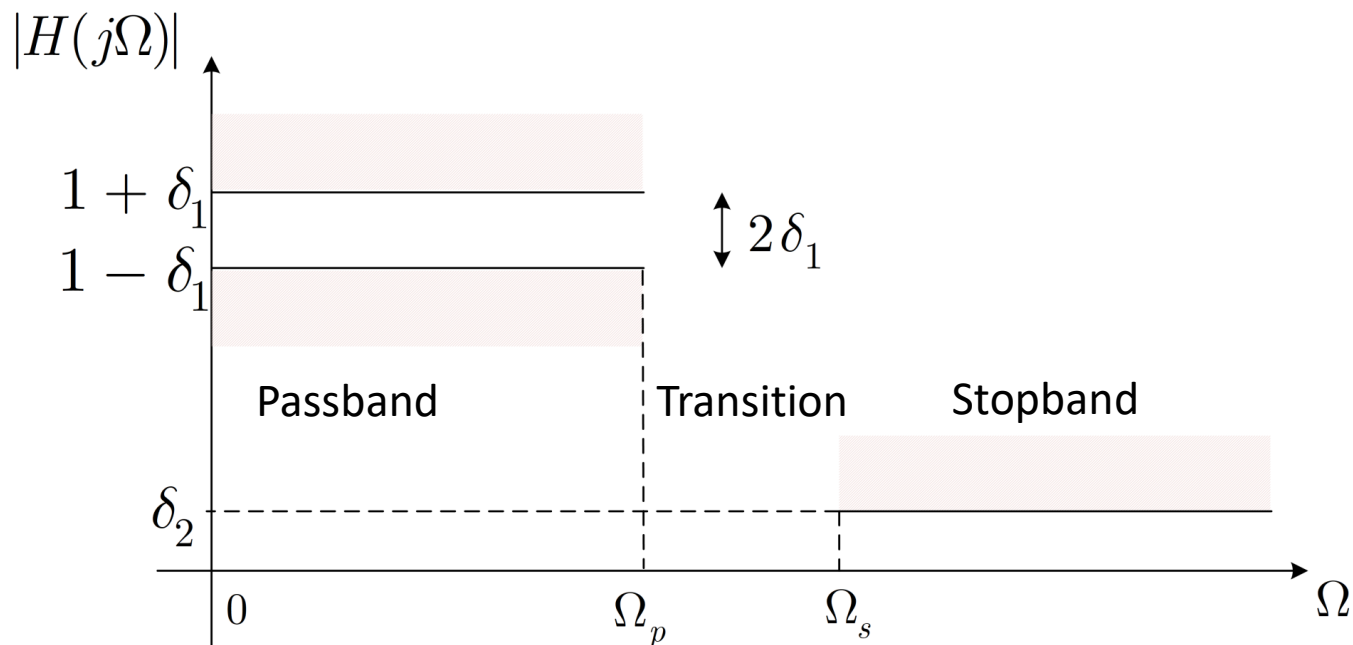 |H(jΩ)|
1 + δ₁
2δ₁
1 − δ₁
Passband
Transition
Stopband
δ₂
0
Ωₚ
Ωₛ
Ω